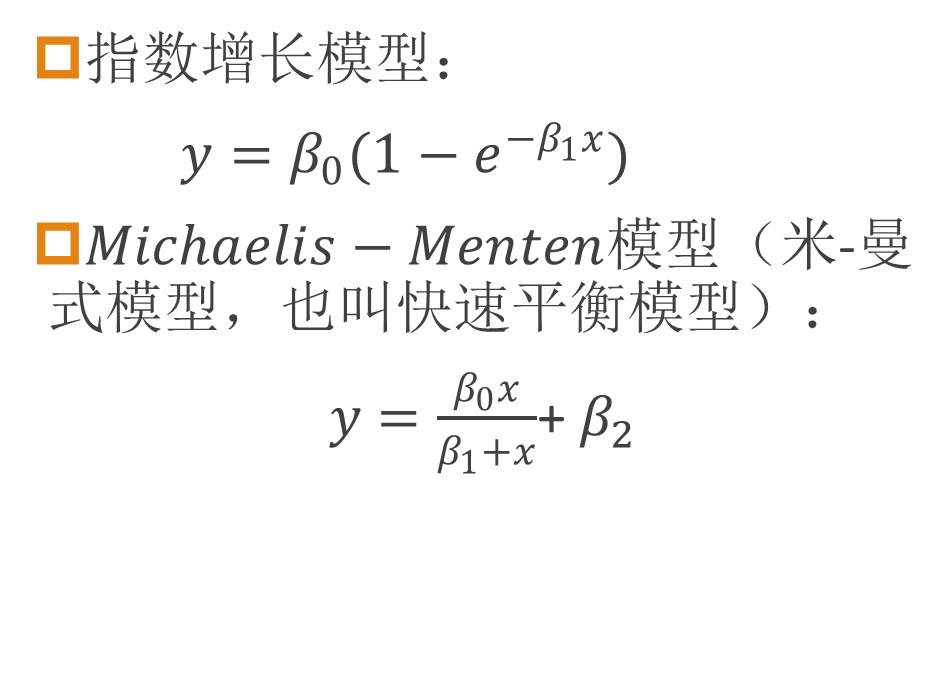 指数增长模型：
y = β₀(1 − e^{−β₁x})
Michaelis − Menten模型（米-曼
式模型，也叫快速平衡模型）：
y = \frac{β₀x}{β₁+x} + β₂